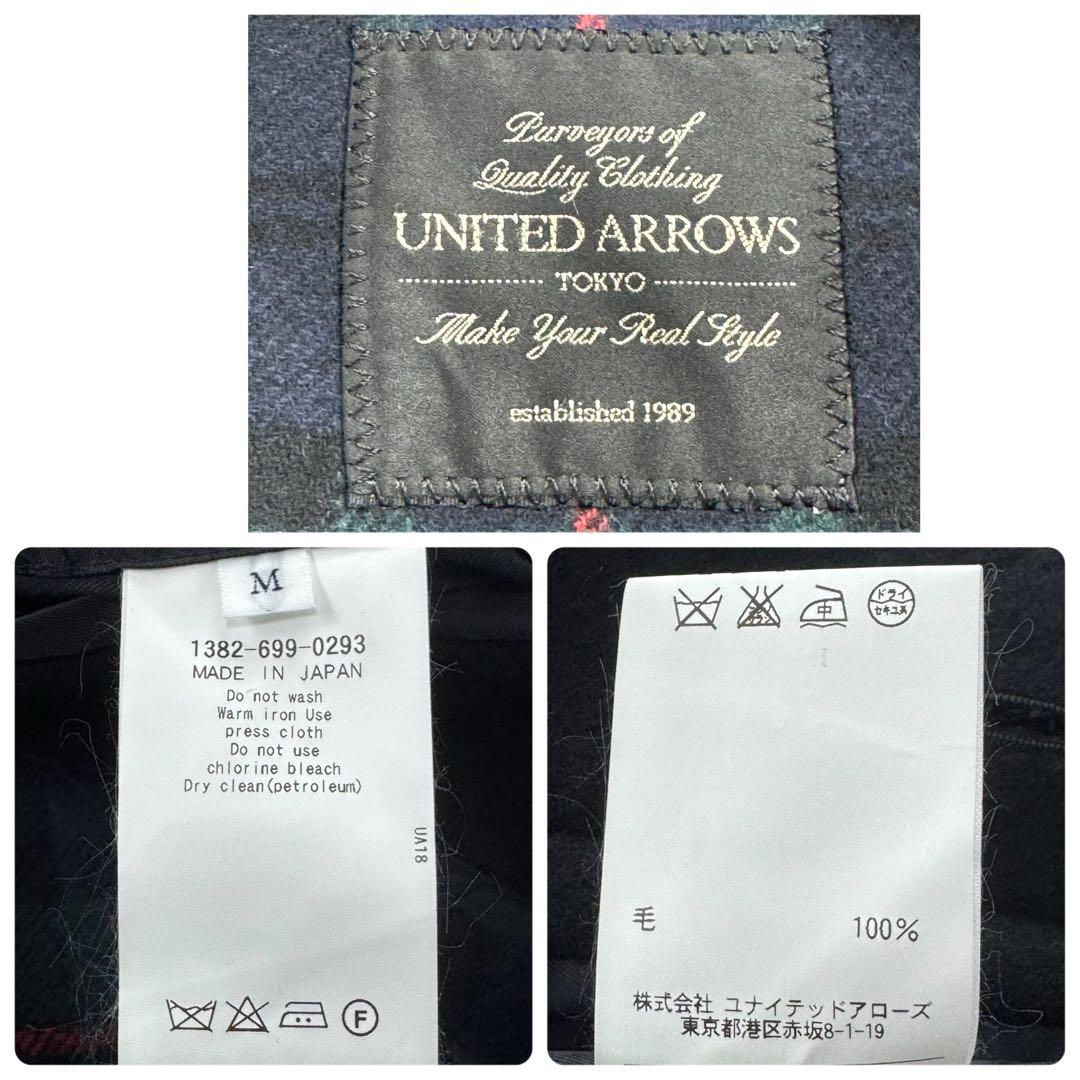 Purveyors of
Quality Clothing
UNITED ARROWS
TOKYO
Make Your Real Style
established 1989
M
1382-699-0293
MADE IN JAPAN
Do not wash
Warm iron Use
press cloth
Do not use
chlorine bleach
Dry clean(petroleum)
UA18
F
中
ドライ
セキユ系
毛 100%
株式会社 ユナイテッドアローズ
東京都港区赤坂8-1-19